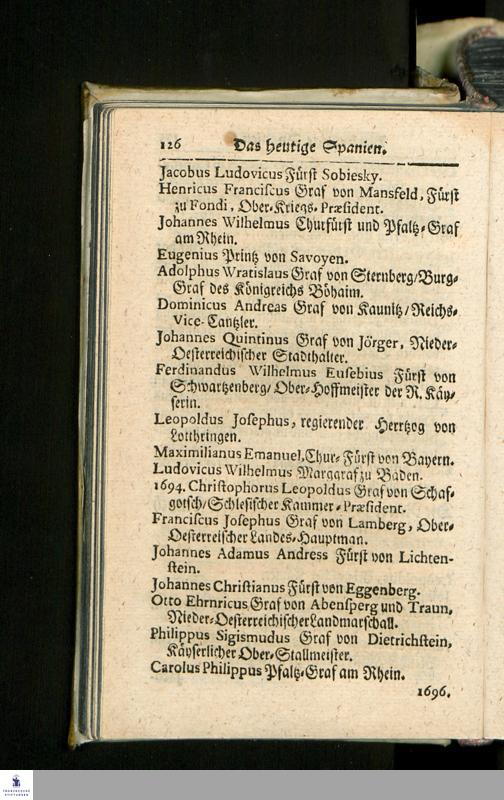 126 Das heutige Spanien.
Jacobus Ludovicus Fürst Sobiesky.
Henricus Franciscus Graf von Mansfeld, Fürst
zu Fondi, Ober-Kriegs-Præsident.
Johannes Wilhelmus Churfürst und Pfaltz-Graf
am Rhein.
Eugenius Printz von Savoyen.
Adolphus Wratislaus Graf von Sternberg/Burg-
Graf des Königreichs Böhaim.
Dominicus Andreas Graf von Kaunitz/Reichs-
Vice-Cantzler.
Johannes Quintinus Graf von Jörger, Nieder-
Oesterreichischer Stadthalter.
Ferdinandus Wilhelmus Eusebius Fürst von
Schwartzenberg/Ober-Hoffmeister der R. Käy-
serin.
Leopoldus Josephus, regierender Hertzog von
Lotthringen.
Maximilianus Emanuel, Chur-Fürst von Bayern.
Ludovicus Wilhelmus Marggraf zu Baden.
1694. Christophorus Leopoldus Graf von Schaf-
gotsch/Schlesischer Kammer-Præsident.
Franciscus Josephus Graf von Lamberg, Ober-
Oesterreischer Landes-Hauptman.
Johannes Adamus Andress Fürst von Lichten-
stein.
Johannes Christianus Fürst von Eggenberg.
Otto Ehrnricus Graf von Abensperg und Traun,
Nieder-Oesterreichischer Landmarschall.
Philippus Sigismudus Graf von Dietrichstein,
Käyserlicher Ober-Stallmeister.
Carolus Philippus Pfaltz-Graf am Rhein.
1696.
FRANCKESCHE
STIFTUNGEN